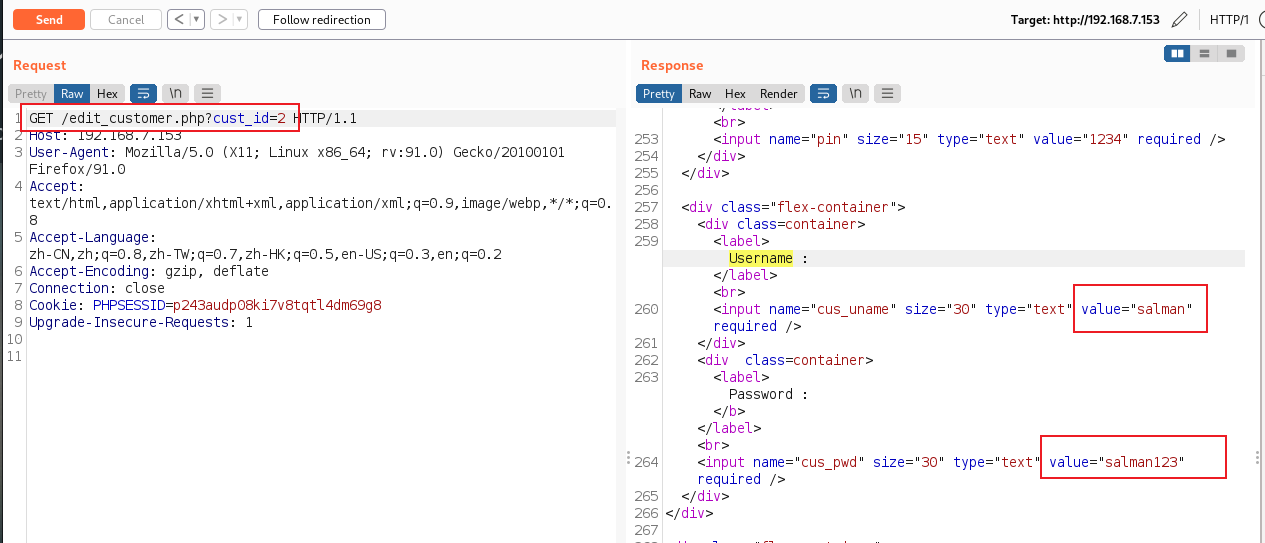 Send Cancel < ▾ > ▾ Follow redirection Target: http://192.168.7.153 HTTP/1
Request
Pretty Raw Hex \n
1 GET /edit_customer.php?cust_id=2 HTTP/1.1
2 Host: 192.168.7.153
3 User-Agent: Mozilla/5.0 (X11; Linux x86_64; rv:91.0) Gecko/20100101
Firefox/91.0
4 Accept:
text/html,application/xhtml+xml,application/xml;q=0.9,image/webp,*/*;q=0.
8
5 Accept-Language:
zh-CN,zh;q=0.8,zh-TW;q=0.7,zh-HK;q=0.5,en-US;q=0.3,en;q=0.2
6 Accept-Encoding: gzip, deflate
7 Connection: close
8 Cookie: PHPSESSID=p243audp08ki7v8tqtl4dm69g8
9 Upgrade-Insecure-Requests: 1
10
11
Response
Pretty Raw Hex Render \n
</label>
<br>
253 <input name="pin" size="15" type="text" value="1234" required />
254 </div>
255 </div>
256
257 <div class="flex-container">
258 <div class=container>
259 <label>
Username :
</label>
<br>
260 <input name="cus_uname" size="30" type="text" value="salman"
required />
261 </div>
262 <div  class=container>
263 <label>
Password :
</b>
</label>
<br>
264 <input name="cus_pwd" size="30" type="text" value="salman123"
required />
265 </div>
266 </div>
267